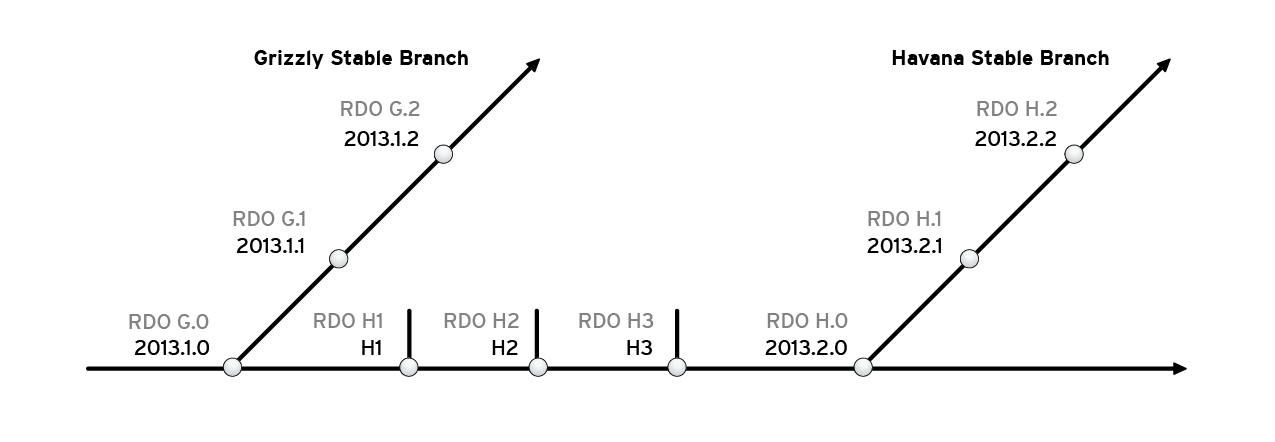 Grizzly Stable Branch
RDO G.2
2013.1.2
RDO G.1
2013.1.1
RDO G.0
2013.1.0
RDO H1
H1
RDO H2
H2
RDO H3
H3
Havana Stable Branch
RDO H.2
2013.2.2
RDO H.1
2013.2.1
RDO H.0
2013.2.0